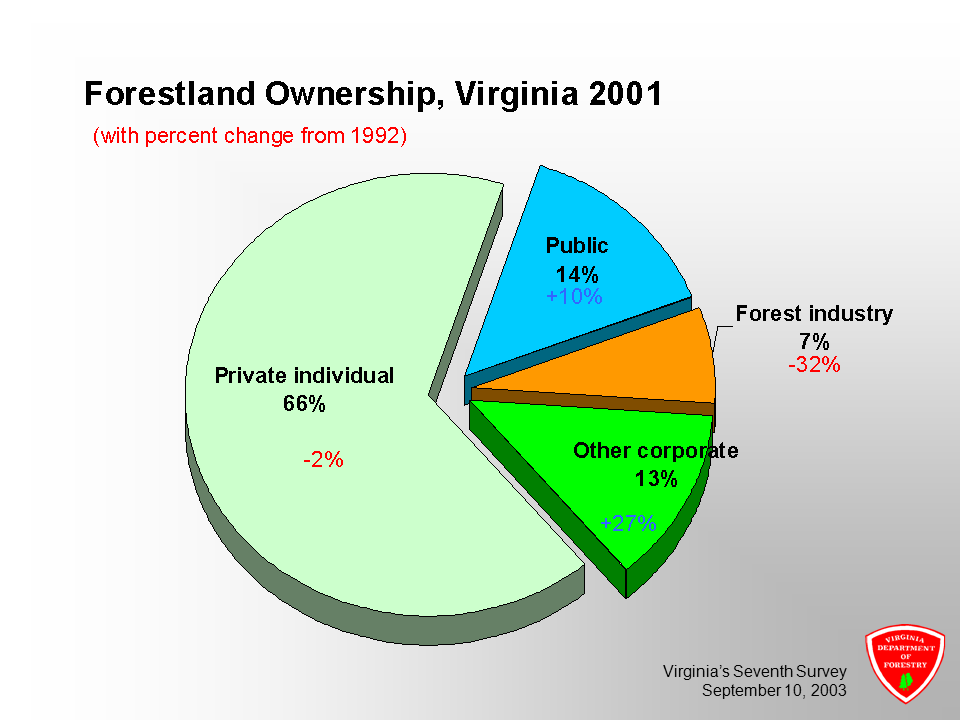 Forestland Ownership, Virginia 2001
(with percent change from 1992)
Public
14%
+10%
Forest industry
7%
-32%
Private individual
66%
-2%
Other corporate
13%
+27%
Virginia’s Seventh Survey
September 10, 2003
VIRGINIA
DEPARTMENT
OF
FORESTRY